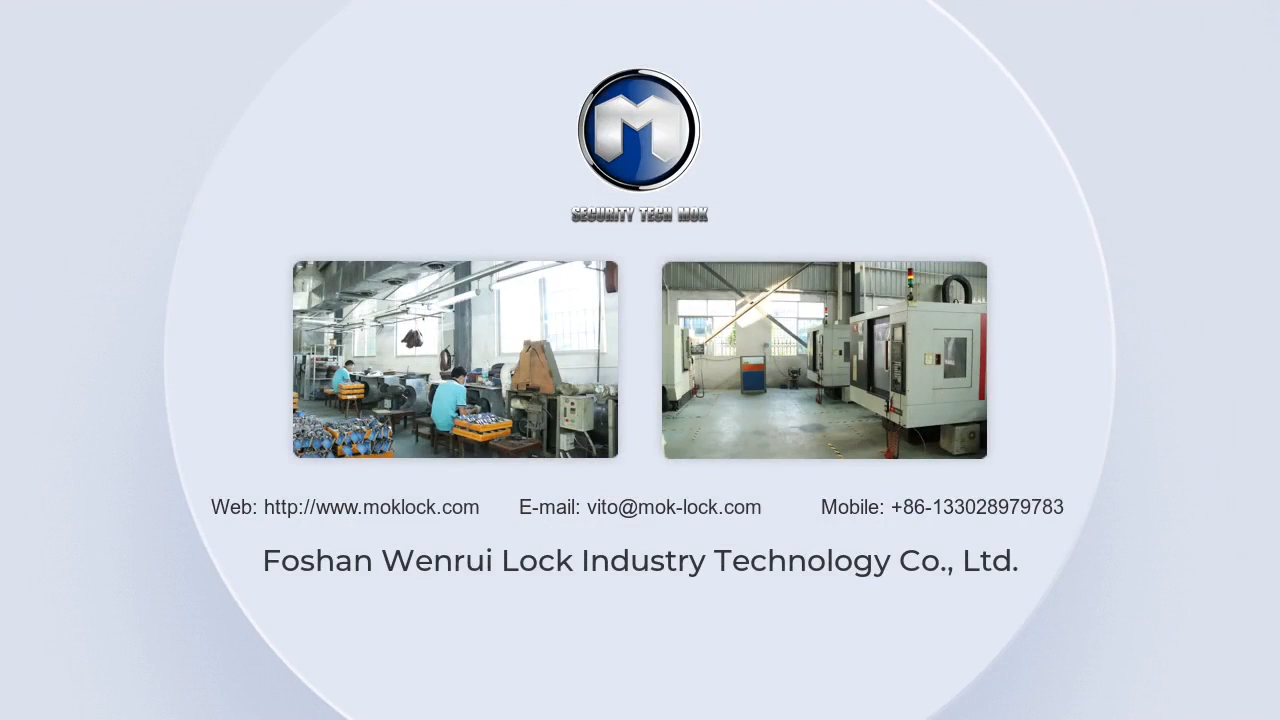 M
SECURITY TECH MOK
Web: http://www.moklock.com E-mail: vito@mok-lock.com Mobile: +86-133028979783
Foshan Wenrui Lock Industry Technology Co., Ltd.